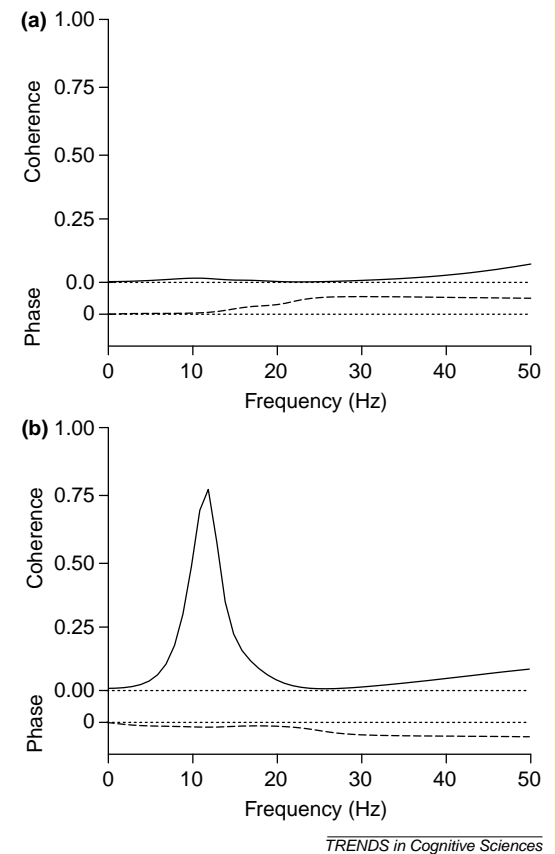 (a) 1.00
0.75
0.50
0.25
0.0
0
Coherence
Phase
0 10 20 30 40 50
Frequency (Hz)
(b) 1.00
0.75
0.50
0.25
0.00
0
Coherence
Phase
0 10 20 30 40 50
Frequency (Hz)
TRENDS in Cognitive Sciences